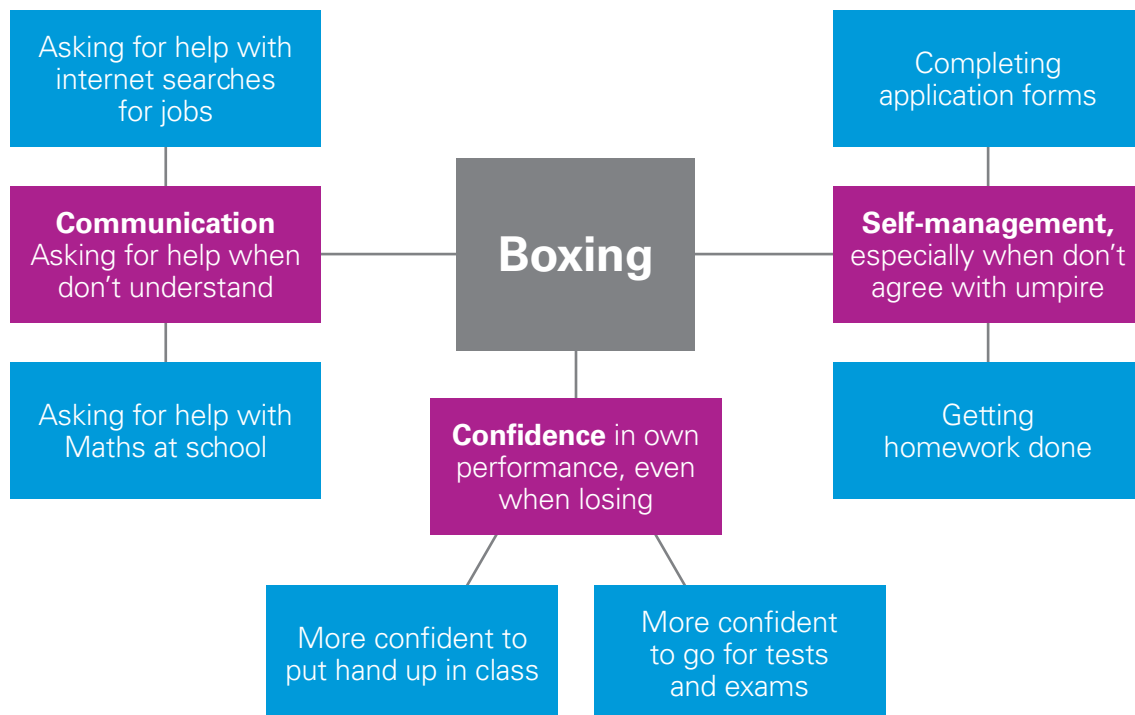 Asking for help with
internet searches
for jobs
Communication
Asking for help when
don’t understand
Asking for help with
Maths at school
Boxing
Confidence in own
performance, even
when losing
More confident to
put hand up in class
More confident
to go for tests
and exams
Completing
application forms
Self-management,
especially when don’t
agree with umpire
Getting
homework done